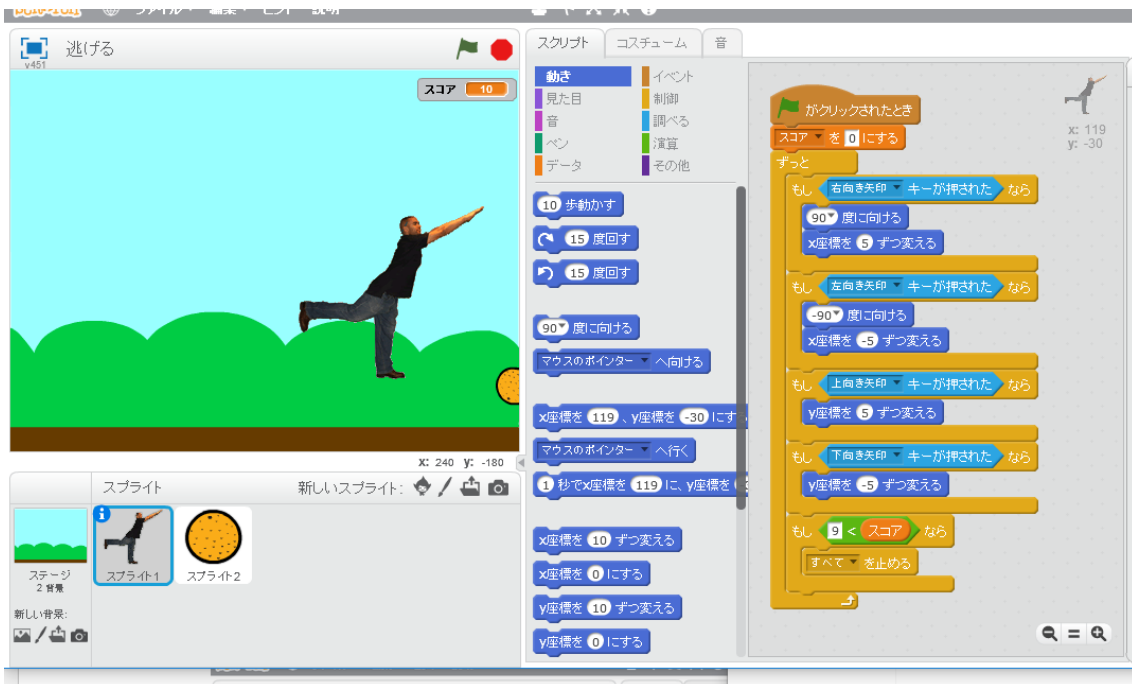 ファイル 編集 ヒント 説明
逃げる
v451
スコア 10
x: 240 y: -180
スプライト 新しいスプライト:
ステージ
2 背景
新しい背景:
スプライト1
スプライト2
スクリプト コスチューム 音
動き イベント
見た目 制御
音 調べる
ペン 演算
データ その他
10 歩動かす
15 度回す
15 度回す
90 度に向ける
マウスのポインター へ向ける
x座標を 119 、y座標を -30 にする
マウスのポインター へ行く
1 秒でx座標を 119 に、y座標を
x座標を 10 ずつ変える
x座標を 0 にする
y座標を 10 ずつ変える
y座標を 0 にする
がクリックされたとき
スコア を 0 にする
ずっと
もし 右向き矢印 キーが押された なら
90 度に向ける
x座標を 5 ずつ変える
もし 左向き矢印 キーが押された なら
-90 度に向ける
x座標を -5 ずつ変える
もし 上向き矢印 キーが押された なら
y座標を 5 ずつ変える
もし 下向き矢印 キーが押された なら
y座標を -5 ずつ変える
もし 9 < スコア なら
すべて を止める
x: 119
y: -30